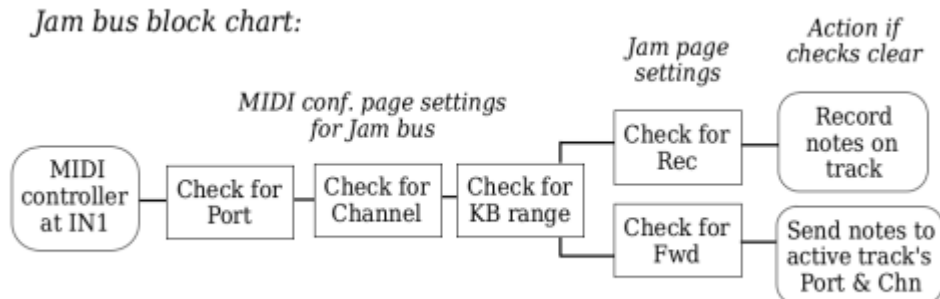 Jam bus block chart:
Action if
checks clear
Jam page
settings
MIDI conf. page settings
for Jam bus
MIDI
controller
at IN1
Check for
Port
Check for
Channel
Check for
KB range
Check for
Rec
Record
notes on
track
Check for
Fwd
Send notes to
active track's
Port & Chn